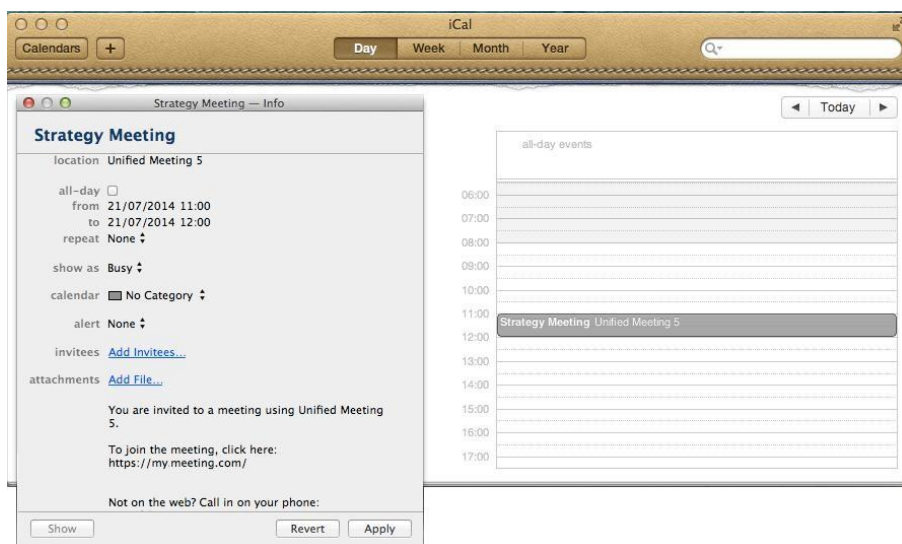 iCal
Calendars +
Day Week Month Year
Strategy Meeting — Info
Today
Strategy Meeting
location Unified Meeting 5
all-day
from 21/07/2014 11:00
to 21/07/2014 12:00
repeat None
show as Busy
calendar No Category
alert None
invitees Add Invitees...
attachments Add File...
You are invited to a meeting using Unified Meeting
5.
To join the meeting, click here:
https://my.meeting.com/
Not on the web? Call in on your phone:
Show Revert Apply
all-day events
06:00
07:00
08:00
09:00
10:00
11:00
Strategy Meeting Unified Meeting 5
12:00
13:00
14:00
15:00
16:00
17:00